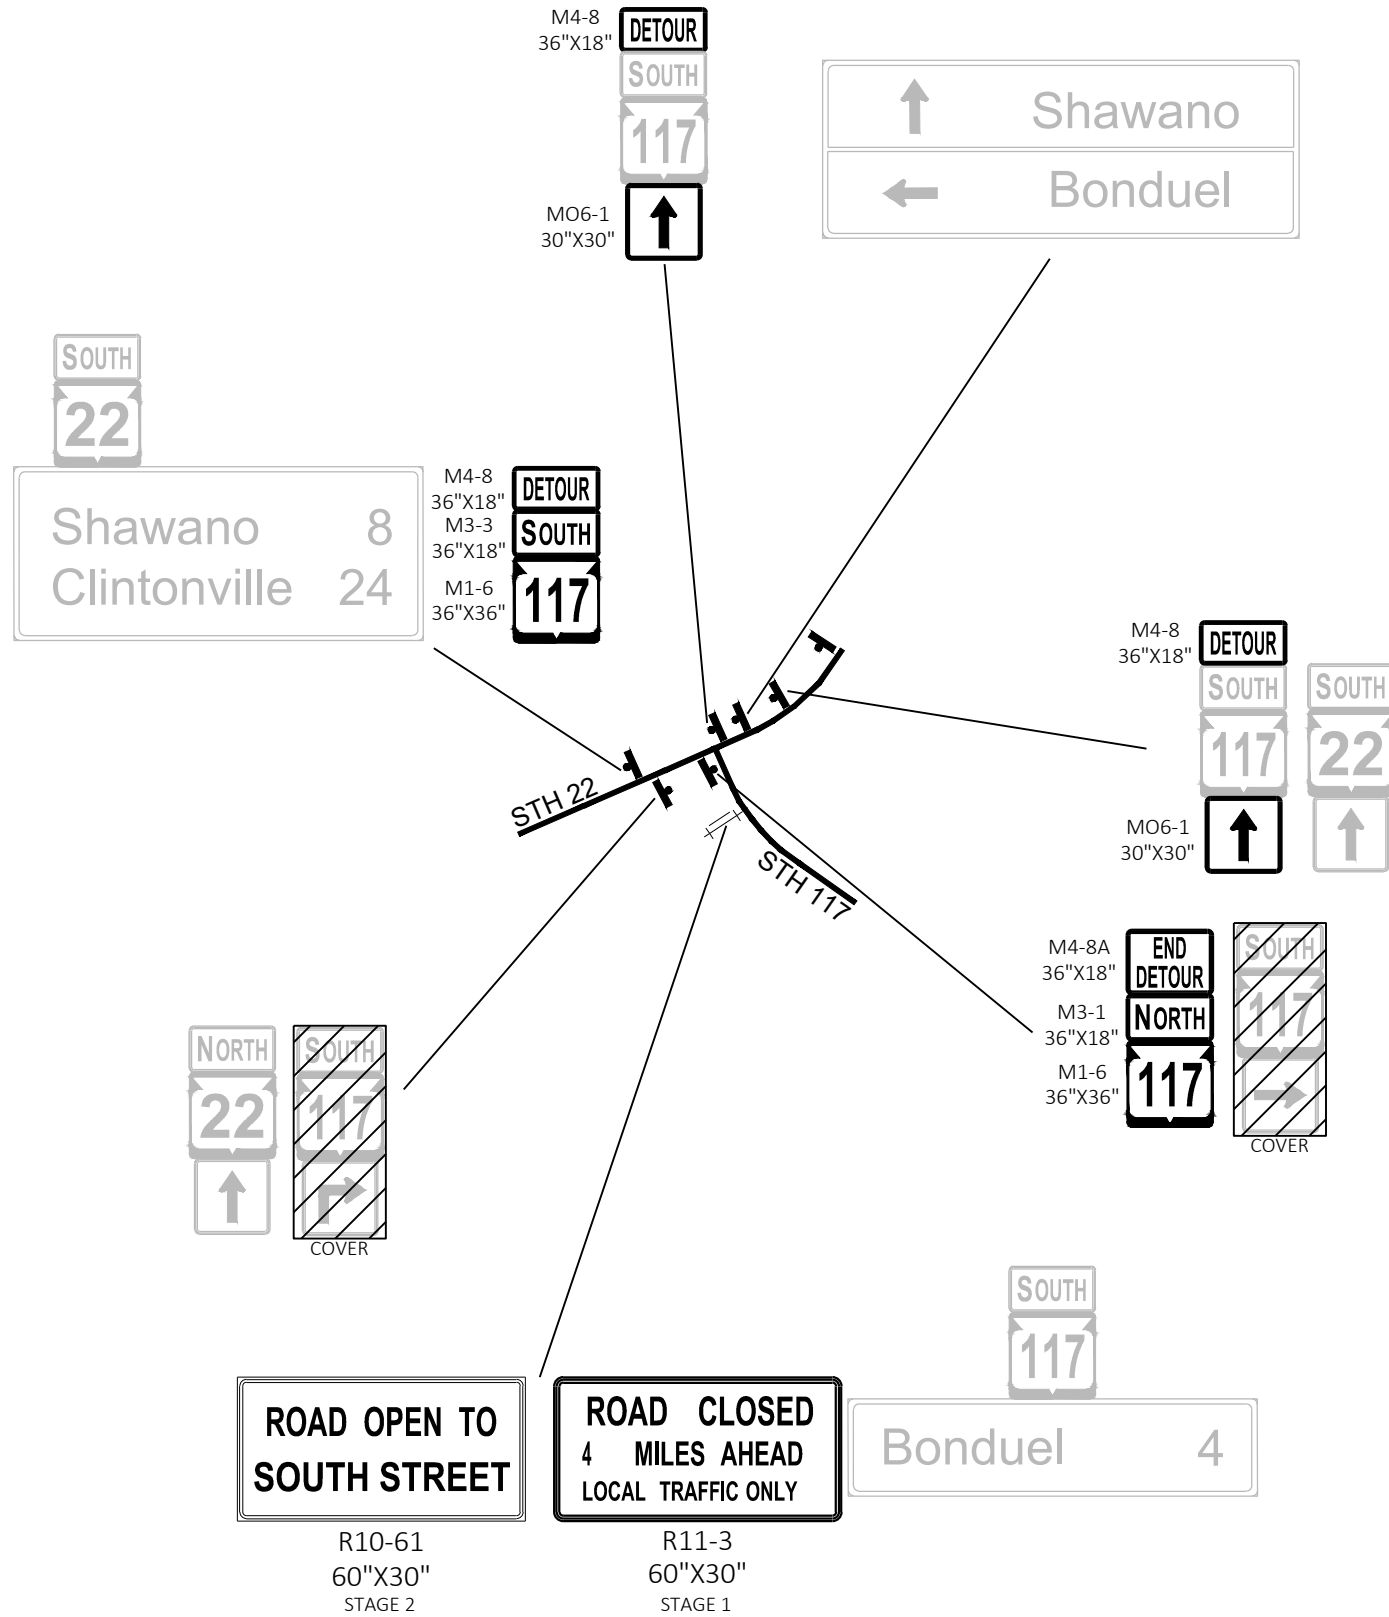 M4-8
36"X18"
DETOUR
SOUTH
117
MO6-1
30"X30"
Shawano
Bonduel
SOUTH
22
Shawano 8
Clintonville 24
M4-8
36"X18"
DETOUR
M3-3
36"X18"
SOUTH
M1-6
36"X36"
117
M4-8
36"X18"
DETOUR
SOUTH
117
SOUTH
22
MO6-1
30"X30"
STH 22
STH 117
M4-8A
36"X18"
END
DETOUR
M3-1
36"X18"
NORTH
M1-6
36"X36"
117
SOUTH
117
COVER
NORTH
22
SOUTH
117
COVER
SOUTH
117
Bonduel 4
ROAD OPEN TO
SOUTH STREET
R10-61
60"X30"
STAGE 2
ROAD CLOSED
4 MILES AHEAD
LOCAL TRAFFIC ONLY
R11-3
60"X30"
STAGE 1